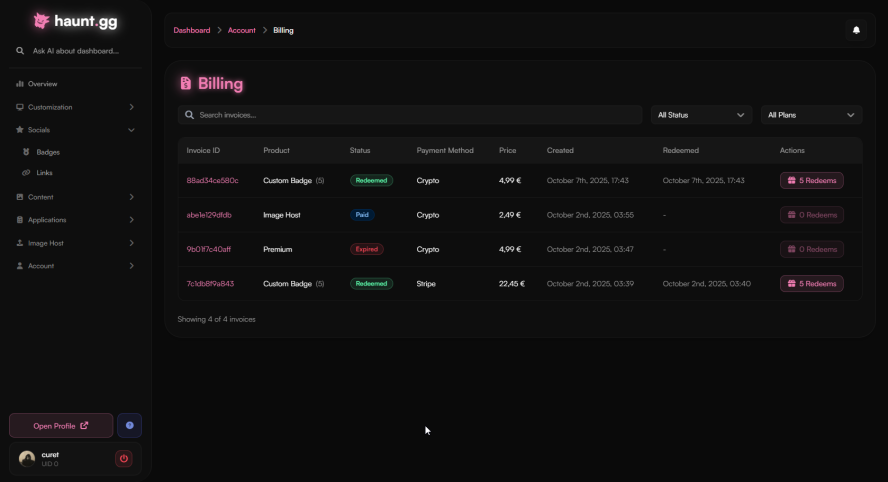 haunt.gg
Ask AI about dashboard...
Overview
Customization
Socials
Badges
Links
Content
Applications
Image Host
Account
Open Profile
?
curet
UID 0.
Dashboard > Account > Billing
Billing
Search invoices...
All Status
All Plans
Invoice ID Product Status Payment Method Price Created Redeemed Actions
88ad34ce580c Custom Badge (5) Redeemed Crypto 4,99 € October 7th, 2025, 17:43 October 7th, 2025, 17:43 5 Redeems
abe1e129dfdb Image Host Paid Crypto 2,49 € October 2nd, 2025, 03:55 - 0 Redeems
9b01f7c40aff Premium Expired Crypto 4,99 € October 2nd, 2025, 03:47 - 0 Redeems
7c1db8f9a843 Custom Badge (5) Redeemed Stripe 22,45 € October 2nd, 2025, 03:39 October 2nd, 2025, 03:40 5 Redeems
Showing 4 of 4 invoices